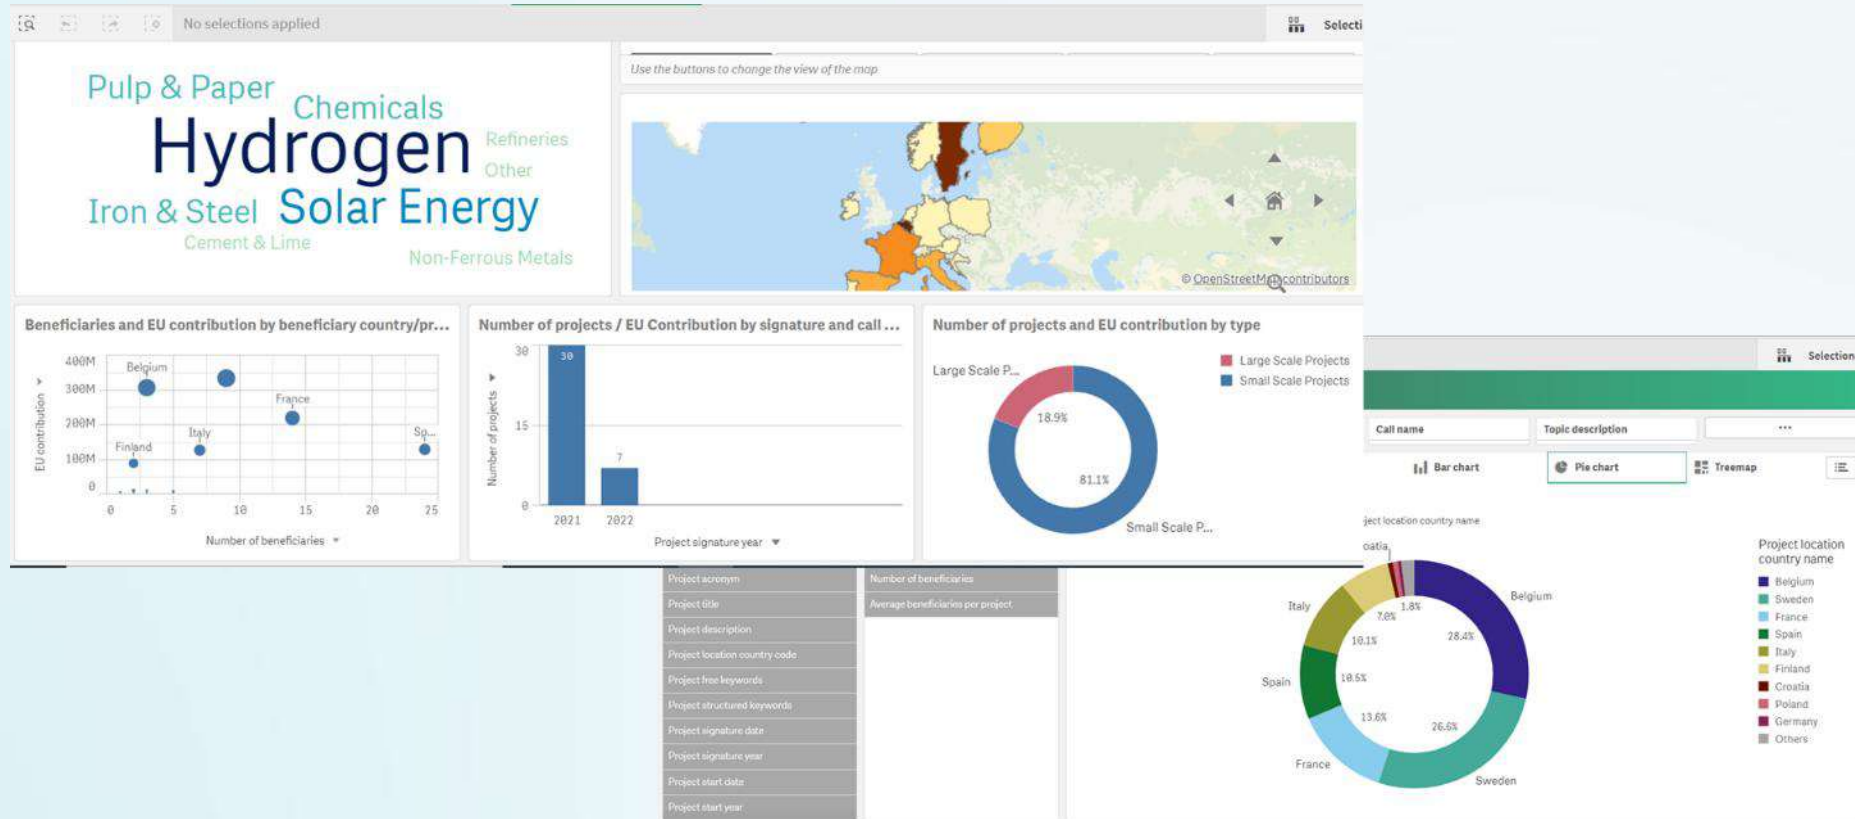 No selections applied
Selecti
Pulp & Paper
Chemicals
Hydrogen
Refineries
Other
Iron & Steel
Solar Energy
Cement & Lime
Non-Ferrous Metals
Use the buttons to change the view of the map
© OpenStreetMap contributors
Beneficiaries and EU contribution by beneficiary country/pr...
EU contribution
400M
300M
200M
100M
0
Belgium
France
Italy
Sp...
Finland
0
5
10
15
20
25
Number of beneficiaries
Number of projects / EU Contribution by signature and call ...
Number of projects
30
15
0
30
7
2021
2022
Project signature year
Number of projects and EU contribution by type
Large Scale P...
18.9%
81.1%
Small Scale P...
Large Scale Projects
Small Scale Projects
Selection
Call name
Topic description
...
Bar chart
Pie chart
Treemap
ject location country name
oatia
Italy
Spain
France
Sweden
Belgium
1.8%
7.0%
10.1%
10.5%
13.6%
26.6%
28.4%
Project location
country name
Belgium
Sweden
France
Spain
Italy
Finland
Croatia
Poland
Germany
Others
Project acronym
Project title
Project description
Project location country code
Project free keywords
Project structured keywords
Project signature date
Project signature year
Project start date
Project start year
Number of beneficiaries
Average beneficiaries per project